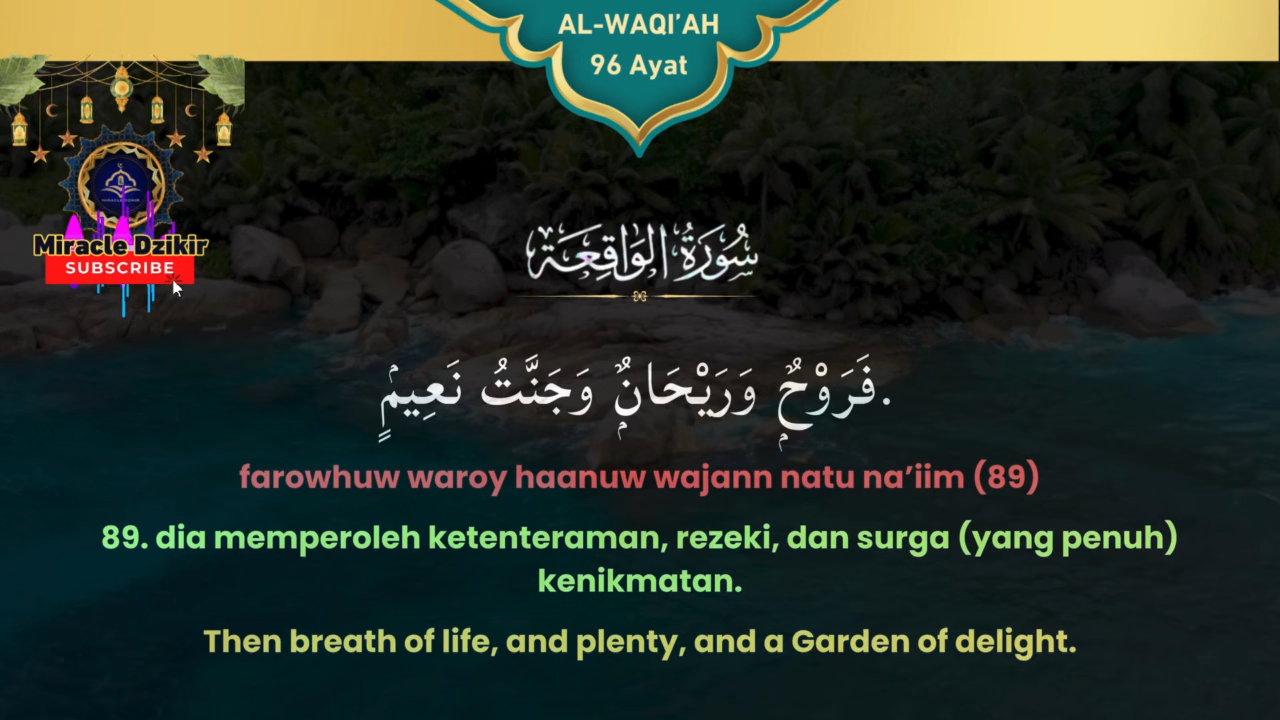 AL-WAQI’AH
96 Ayat
Miracle Dzikir
SUBSCRIBE
سُورَةُ الوَاقِعَة
فَرَوْحٌ وَرَيْحَانٌ وَجَنَّتُ نَعِيمٍ.
farowhuw waroy haanuw wajann natu na’iim (89)
89. dia memperoleh ketenteraman, rezeki, dan surga (yang penuh)
kenikmatan.
Then breath of life, and plenty, and a Garden of delight.